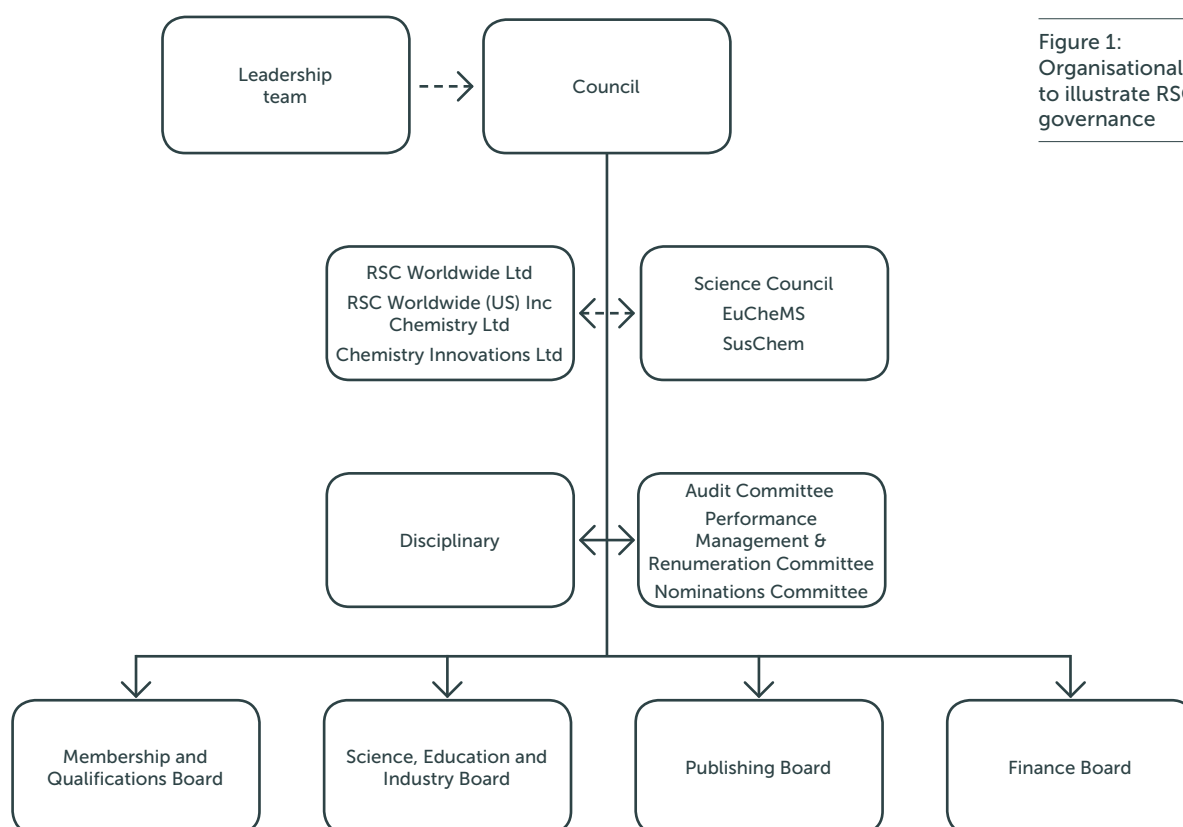 Leadership
team
Council
Figure 1:
Organisational
to illustrate
governance
RSC Worldwide Ltd
RSC Worldwide (US) Inc
Chemistry Ltd
Chemistry Innovations Ltd
Science Council
EuCheMS
SusChem
Disciplinary
Audit Committee
Performance
Management &
Renumeration Committee
Nominations Committee
Membership and
Qualifications Board
Science, Education and
Industry Board
Publishing Board
Finance Board